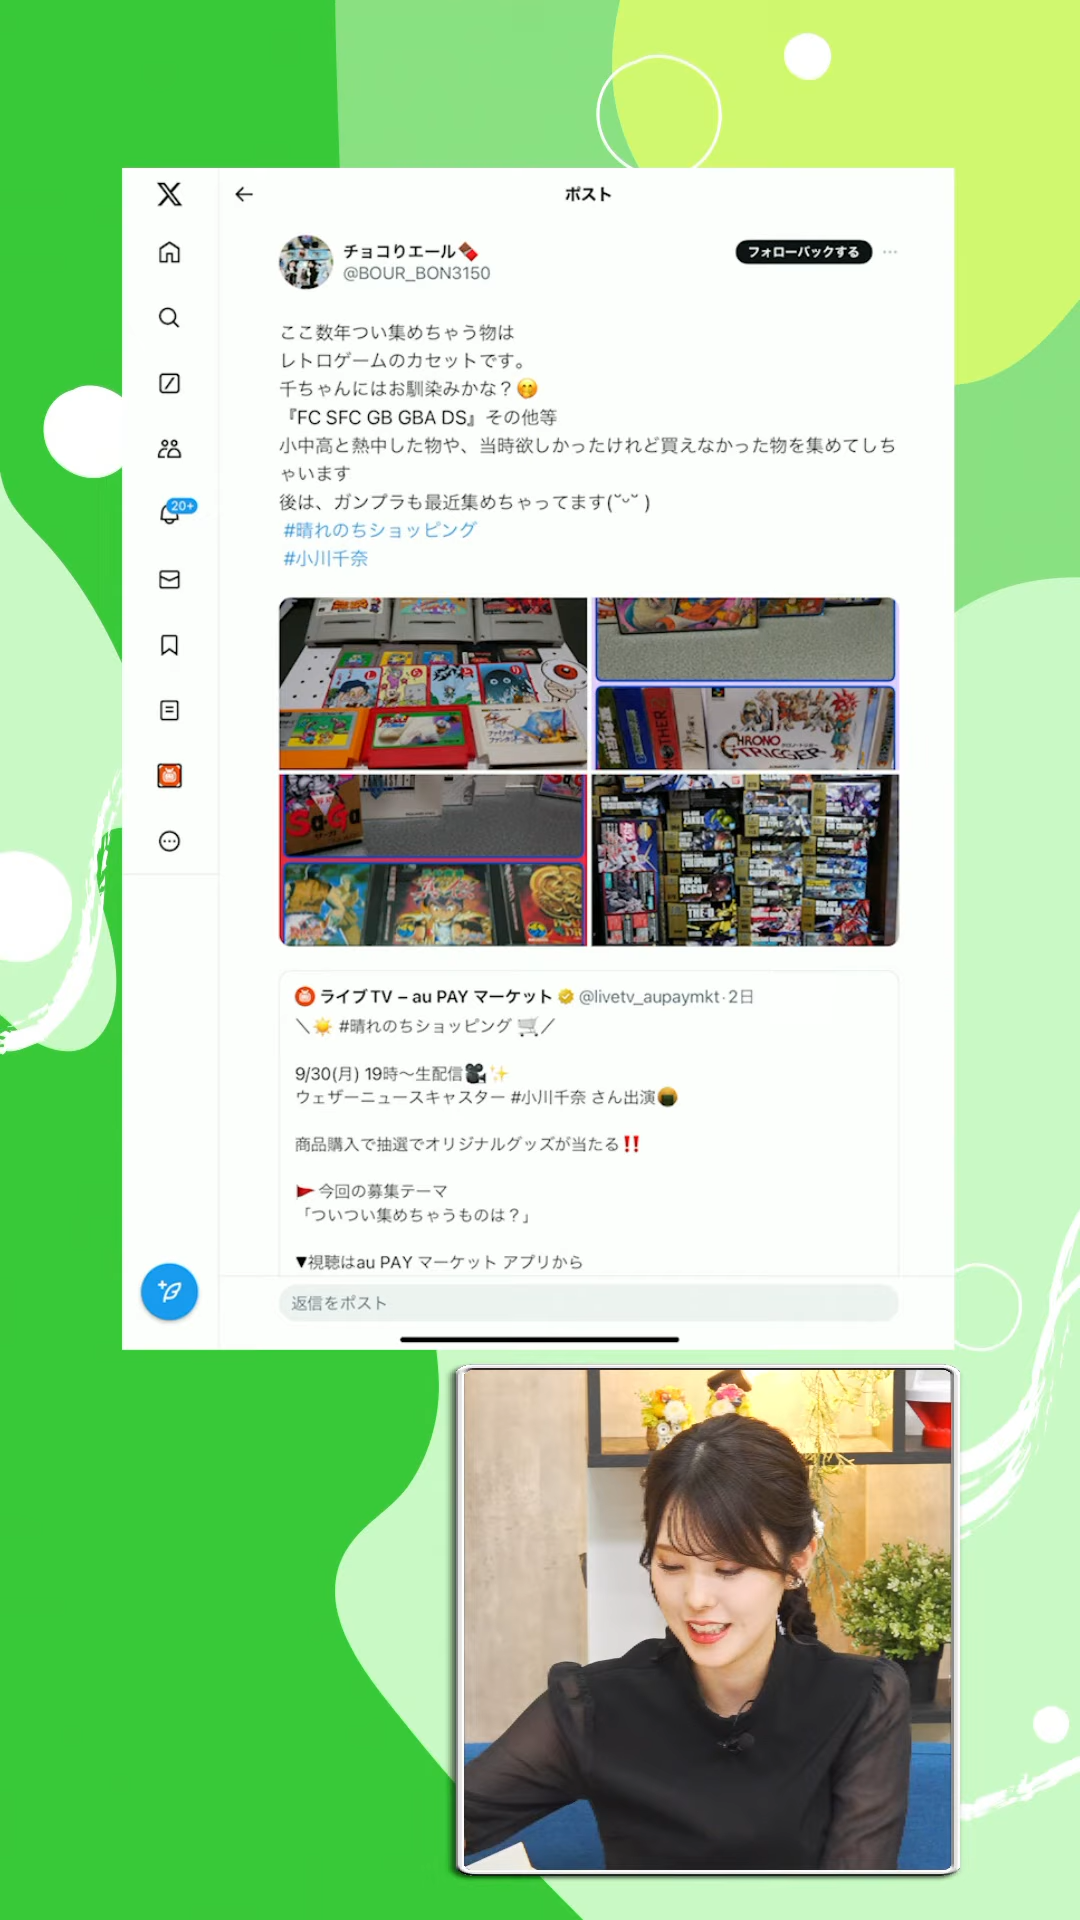 ポスト
チョコりエール🍫
@BOUR_BON3150
フォローバックする
ここ数年つい集めちゃう物は
レトロゲームのカセットです。
千ちゃんにはお馴染みかな？🤭
『FC SFC GB GBA DS』その他等
小中高と熱中した物や、当時欲しかったけれど買えなかった物を集めてしち
ゃいます
後は、ガンプラも最近集めちゃってます(˘ᵕ˘ )
#晴れのちショッピング
#小川千奈
20+
MOTHER2
CHRONO
TRIGGER
Sa・Ga
ライブTV – au PAY マーケット @livetv_aupaymkt·2日
＼☀️ #晴れのちショッピング 🛒／
9/30(月) 19時〜生配信🎥✨
ウェザーニュースキャスター #小川千奈 さん出演🍘
商品購入で抽選でオリジナルグッズが当たる‼️
🚩今回の募集テーマ
「ついつい集めちゃうものは？」
▼視聴はau PAY マーケット アプリから
返信をポスト